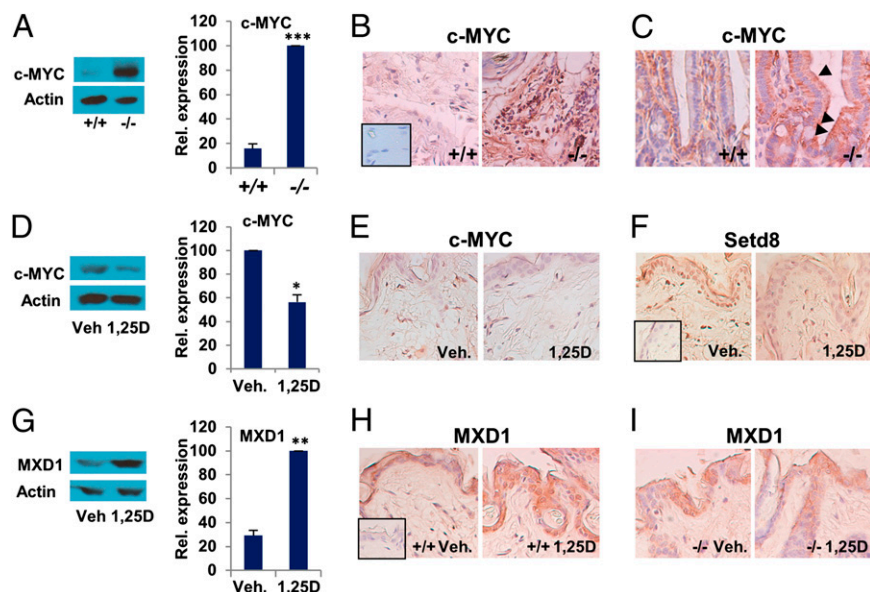 A
c-MYC
Actin
+/+ -/-
Rel. expression
120
100
80
60
40
20
0
c-MYC
***
+/+ -/-
B
c-MYC
+/+
-/-
C
c-MYC
+/+
-/-
D
c-MYC
Actin
Veh 1,25D
Rel. expression
120
100
80
60
40
20
0
c-MYC
*
Veh. 1,25D
E
c-MYC
Veh.
1,25D
F
Setd8
Veh.
1,25D
G
MXD1
Actin
Veh 1,25D
Rel. expression
120
100
80
60
40
20
0
MXD1
**
Veh. 1,25D
H
MXD1
+/+ Veh.
+/+ 1,25D
I
MXD1
-/- Veh.
-/- 1,25D